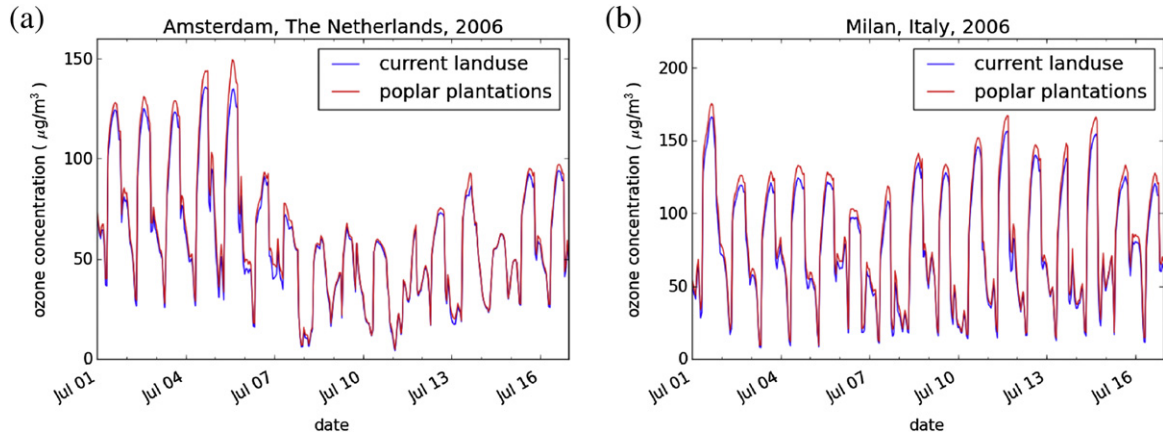 (a)
Amsterdam, The Netherlands, 2006
ozone concentration ( μg/m³ )
150
100
50
0
current landuse
poplar plantations
Jul 01
Jul 04
Jul 07
Jul 10
Jul 13
Jul 16
date
(b)
Milan, Italy, 2006
ozone concentration ( μg/m³ )
200
150
100
50
0
current landuse
poplar plantations
Jul 01
Jul 04
Jul 07
Jul 10
Jul 13
Jul 16
date